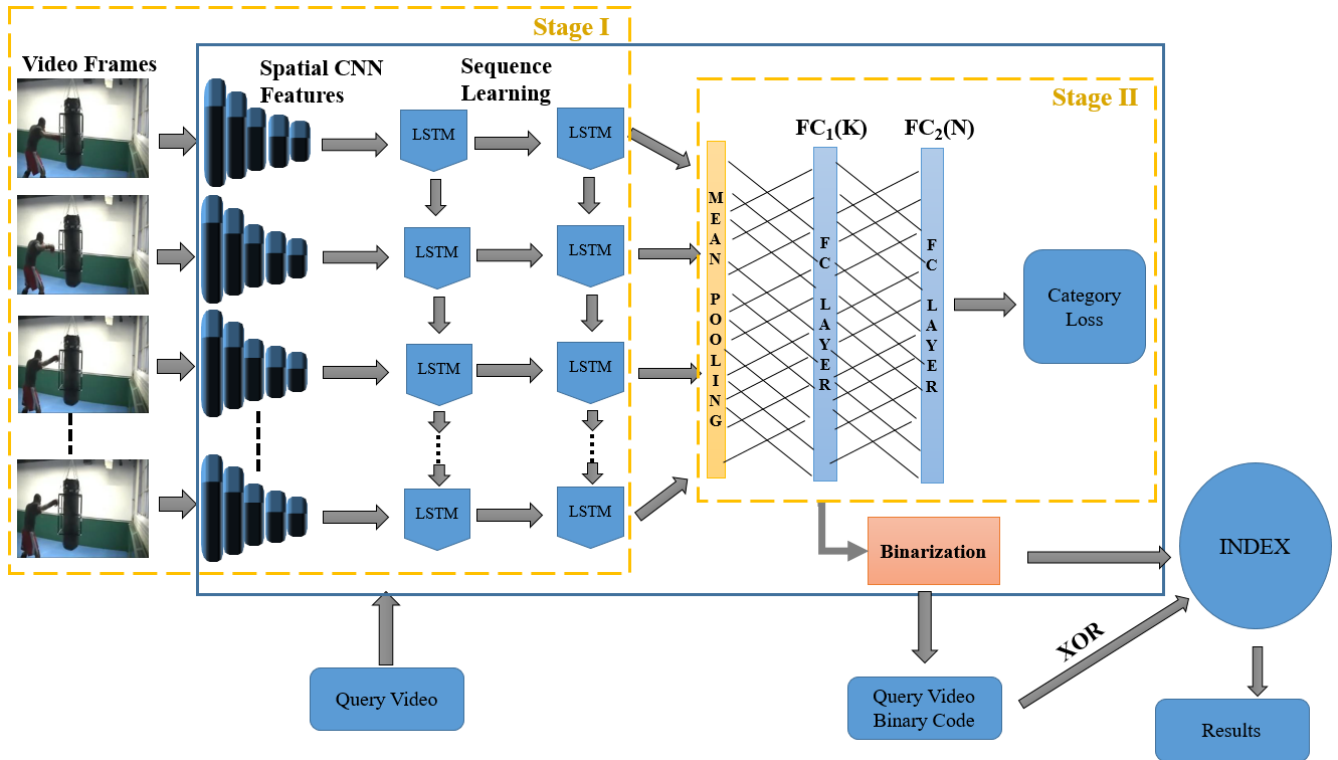 Stage I
Video Frames
Spatial CNN
Features
Sequence
Learning
LSTM
LSTM
LSTM
LSTM
LSTM
LSTM
LSTM
LSTM
Stage II
FC₁(K)
FC₂(N)
MEAN POOLING
FC LAYER
FC LAYER
Category
Loss
Binarization
INDEX
XOR
Query Video
Query Video
Binary Code
Results